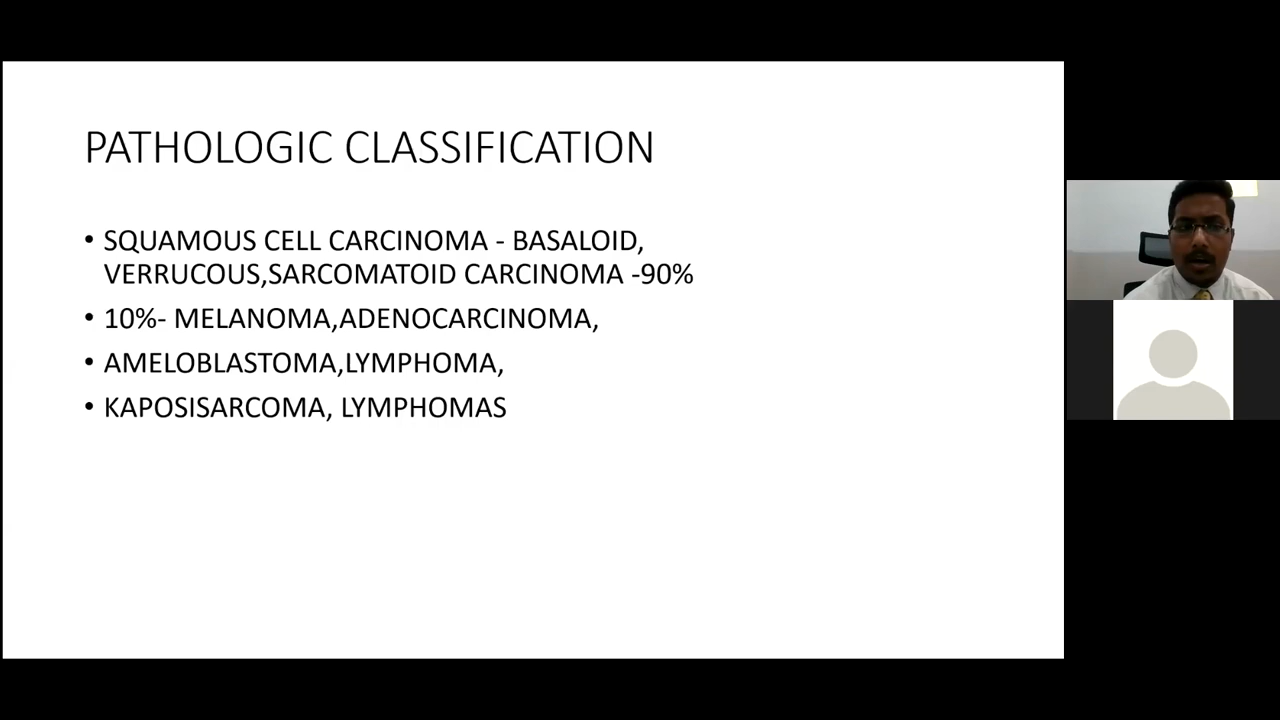 PATHOLOGIC CLASSIFICATION
• SQUAMOUS CELL CARCINOMA - BASALOID,
VERRUCOUS,SARCOMATOID CARCINOMA -90%
• 10%- MELANOMA,ADENOCARCINOMA,
• AMELOBLASTOMA,LYMPHOMA,
• KAPOSISARCOMA, LYMPHOMAS